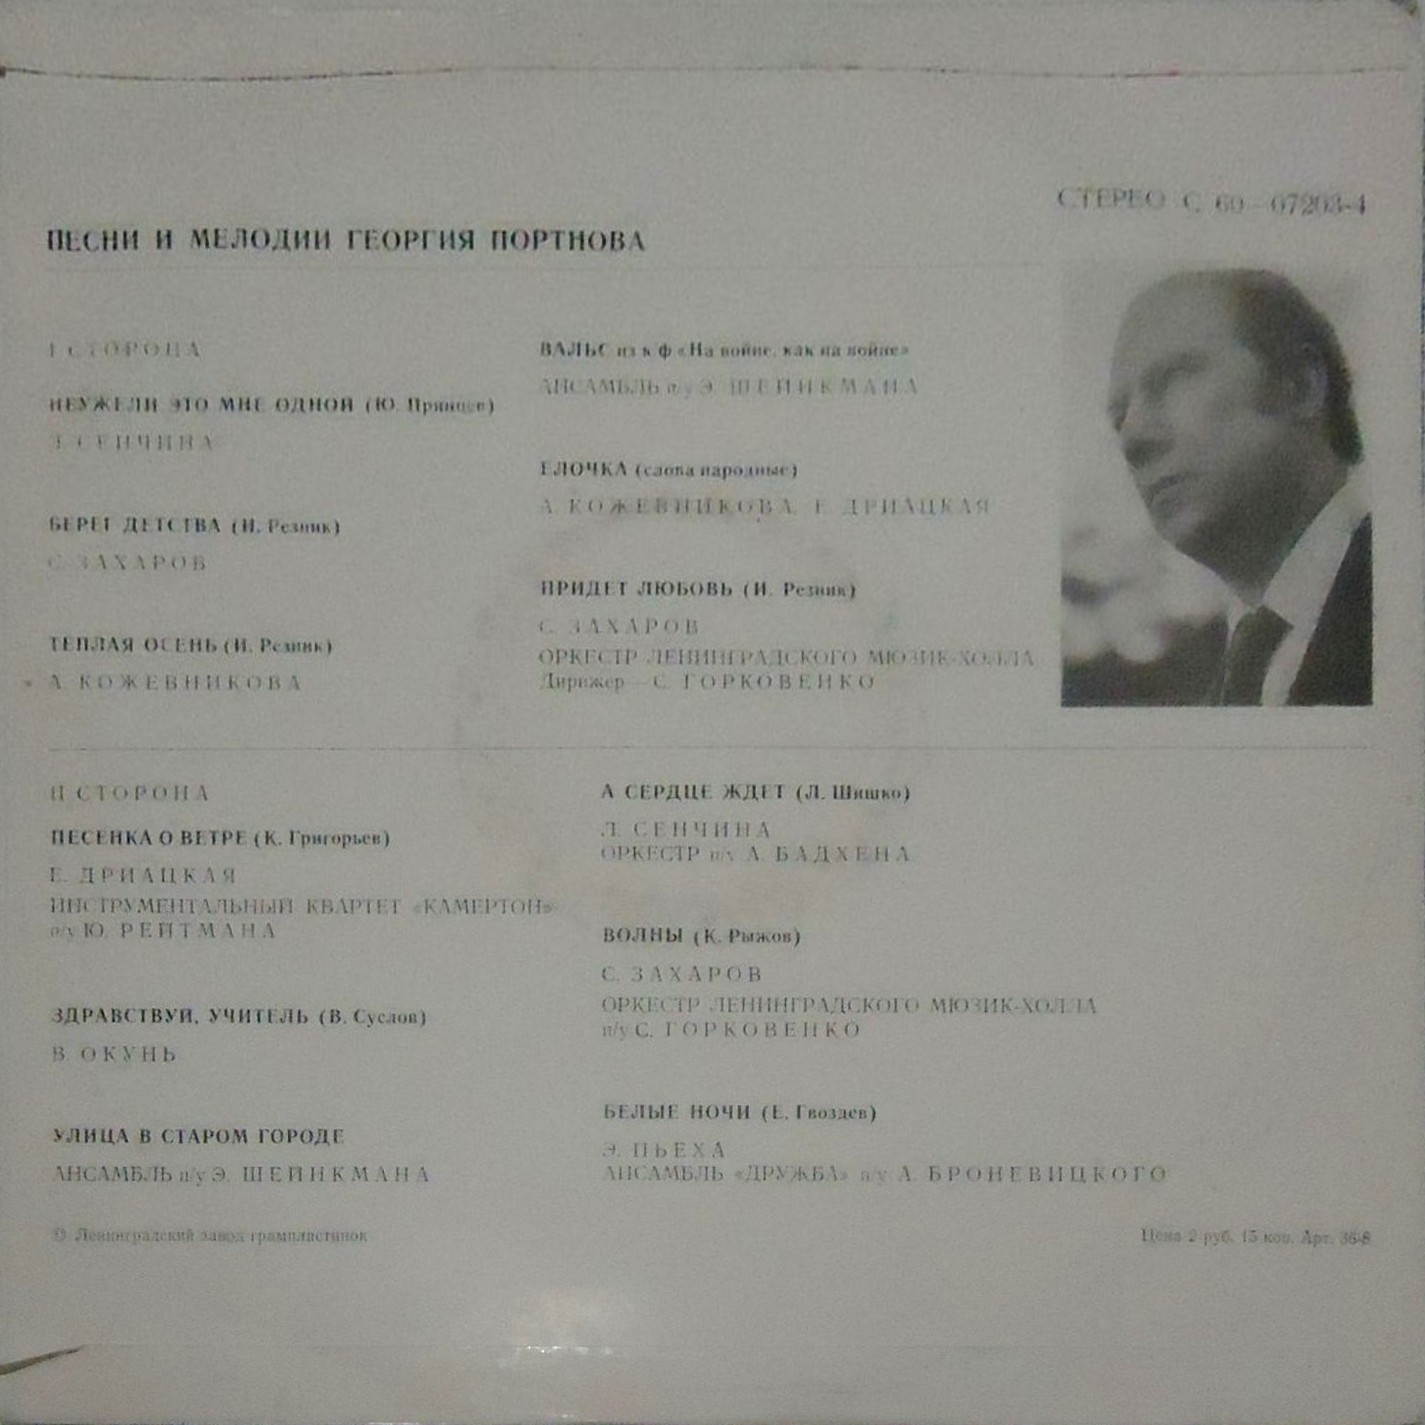 СТЕРЕО С 60—07203-4
ПЕСНИ И МЕЛОДИИ ГЕОРГИЯ ПОРТНОВА
I СТОРОНА
НЕУЖЕЛИ ЭТО МНЕ ОДНОЙ (Ю. Принцев)
Л. СЕНЧИНА
БЕРЕГ ДЕТСТВА (И. Резник)
С. ЗАХАРОВ
ТЕПЛАЯ ОСЕНЬ (И. Резник)
А. КОЖЕВНИКОВА
ВАЛЬС из к/ф «На войне, как на войне»
АНСАМБЛЬ п/у Э. ШЕЙНКМАНА
ЕЛОЧКА (слова народные)
А. КОЖЕВНИКОВА, Е. ДРИАЦКАЯ
ПРИДЕТ ЛЮБОВЬ (И. Резник)
С. ЗАХАРОВ
ОРКЕСТР ЛЕНИНГРАДСКОГО МЮЗИК-ХОЛЛА
Дирижер — С. ГОРКОВЕНКО
II СТОРОНА
ПЕСЕНКА О ВЕТРЕ (К. Григорьев)
Е. ДРИАЦКАЯ
ИНСТРУМЕНТАЛЬНЫЙ КВАРТЕТ «КАМЕРТОН»
п/у Ю. РЕЙТМАНА
ЗДРАВСТВУЙ, УЧИТЕЛЬ (В. Суслов)
В. ОКУНЬ
УЛИЦА В СТАРОМ ГОРОДЕ
АНСАМБЛЬ п/у Э. ШЕЙНКМАНА
А СЕРДЦЕ ЖДЕТ (Л. Шишко)
Л. СЕНЧИНА
ОРКЕСТР п/у А. БАДХЕНА
ВОЛНЫ (К. Рыжов)
С. ЗАХАРОВ
ОРКЕСТР ЛЕНИНГРАДСКОГО МЮЗИК-ХОЛЛА
п/у С. ГОРКОВЕНКО
БЕЛЫЕ НОЧИ (Е. Гвоздев)
Э. ПЬЕХА
АНСАМБЛЬ «ДРУЖБА» п/у А. БРОНЕВИЦКОГО
© Ленинградский завод грампластинок
Цена 2 руб. 15 коп. Арт. 36-8